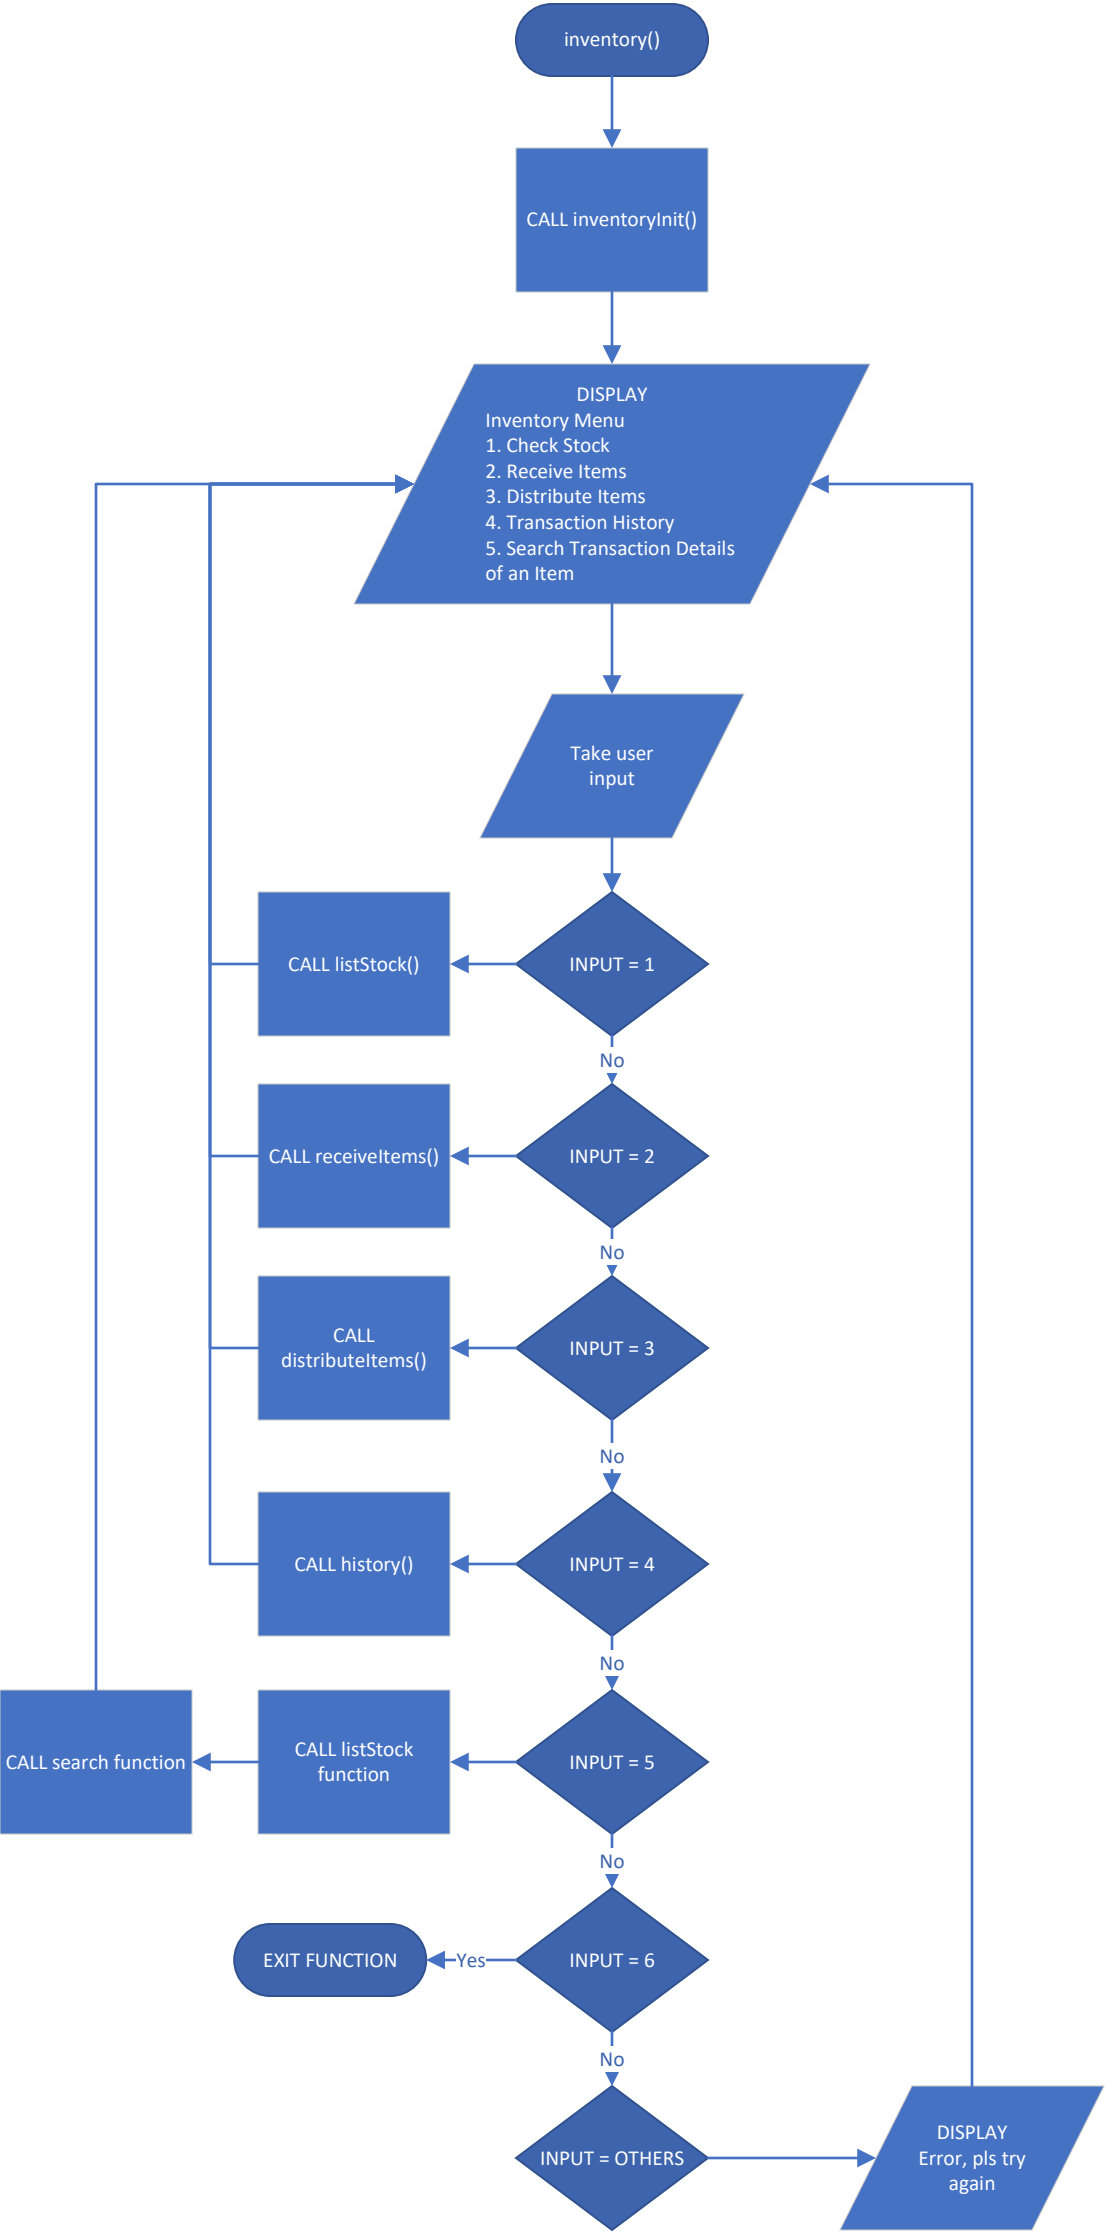 inventory()
CALL inventoryInit()
DISPLAY
Inventory Menu
1. Check Stock
2. Receive Items
3. Distribute Items
4. Transaction History
5. Search Transaction Details
of an Item
Take user
input
CALL listStock()
INPUT = 1
No
CALL receiveItems()
INPUT = 2
No
CALL
distributeItems()
INPUT = 3
No
CALL history()
INPUT = 4
No
CALL search function
CALL listStock
function
INPUT = 5
No
EXIT FUNCTION
Yes
INPUT = 6
No
INPUT = OTHERS
DISPLAY
Error, pls try
again